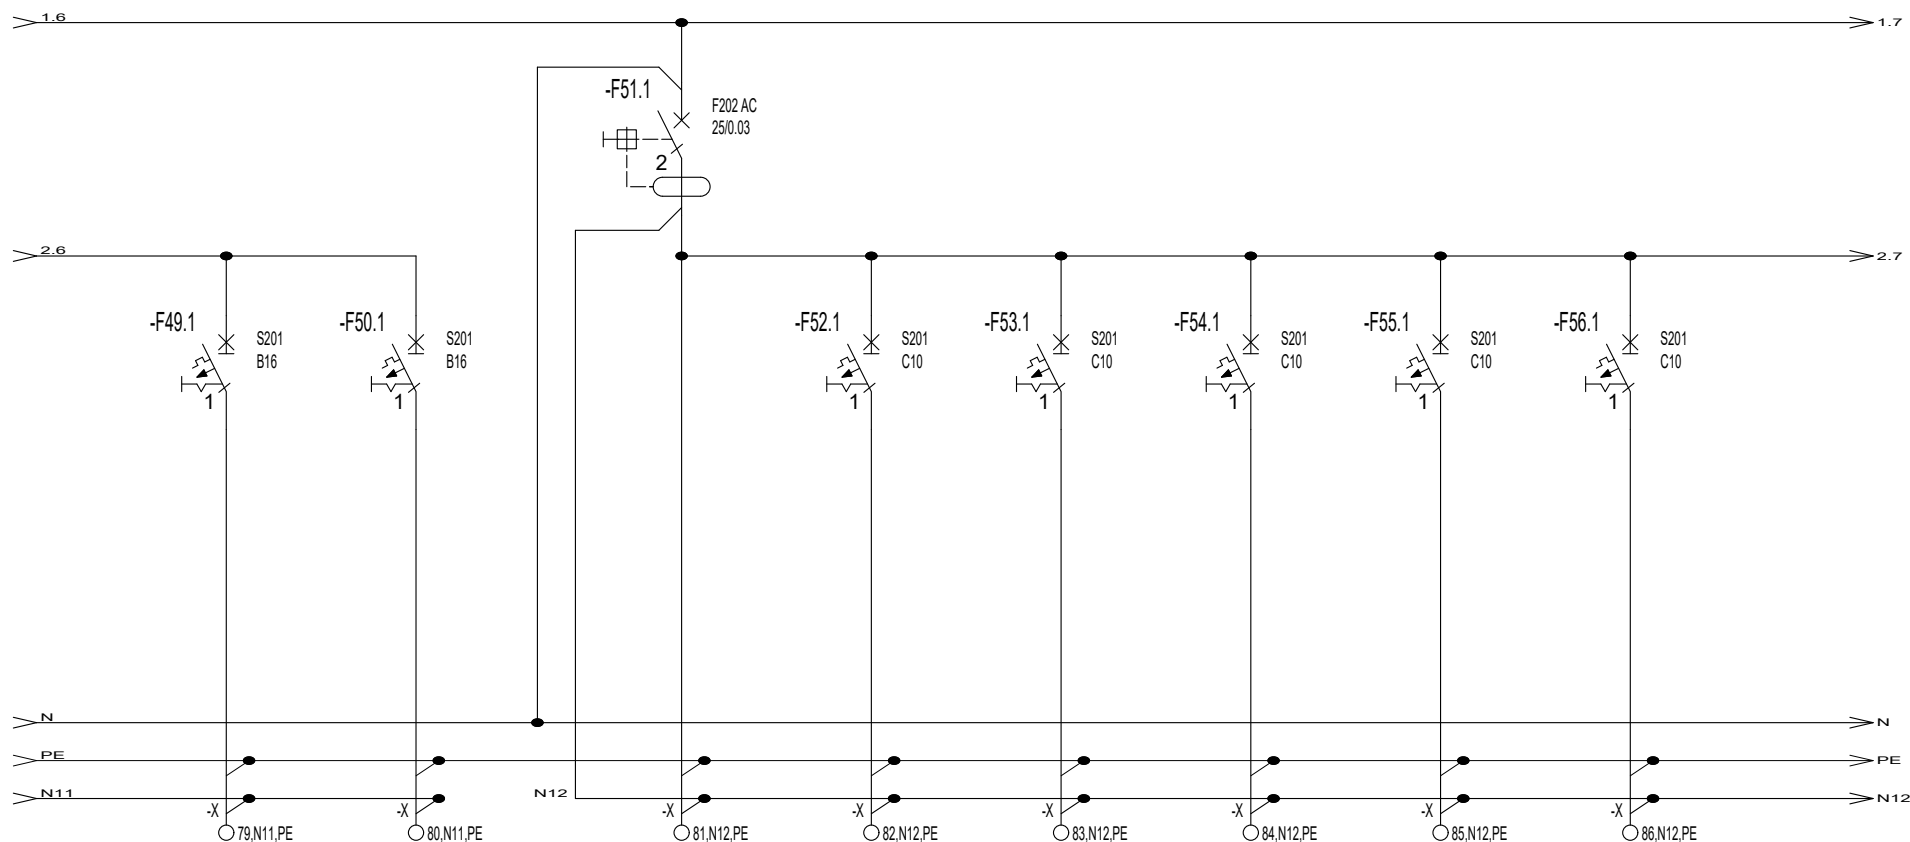 1.6
1.7
-F51.1
F202 AC
25/0.03
2
2.6
2.7
-F49.1
S201
B16
1
-F50.1
S201
B16
1
-F52.1
S201
C10
1
-F53.1
S201
C10
1
-F54.1
S201
C10
1
-F55.1
S201
C10
1
-F56.1
S201
C10
1
N
N
PE
PE
N11
N12
N12
-X
79,N11,PE
-X
80,N11,PE
-X
81,N12,PE
-X
82,N12,PE
-X
83,N12,PE
-X
84,N12,PE
-X
85,N12,PE
-X
86,N12,PE